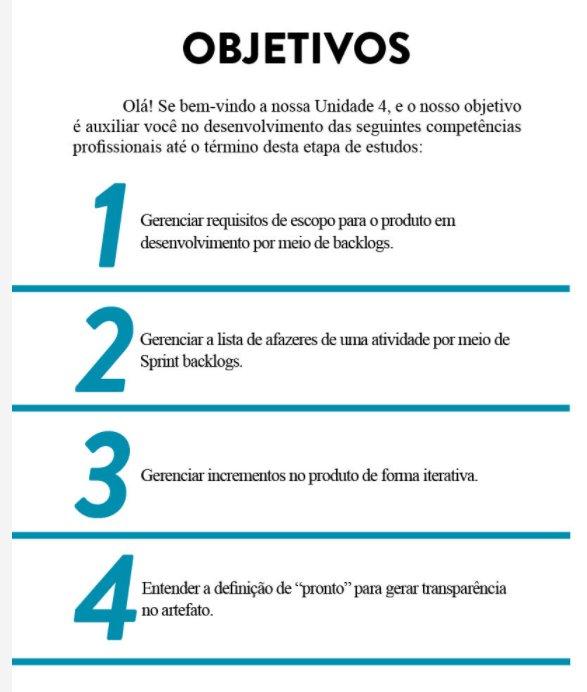 OBJETIVOS
Olá! Se bem-vindo a nossa Unidade 4, e o nosso objetivo
é auxiliar você no desenvolvimento das seguintes competências
profissionais até o término desta etapa de estudos:
1
Gerenciar requisitos de escopo para o produto em
desenvolvimento por meio de backlogs.
2
Gerenciar a lista de afazeres de uma atividade por meio de
Sprint backlogs.
3
Gerenciar incrementos no produto de forma iterativa.
4
Entender a definição de “pronto” para gerar transparência
no artefato.